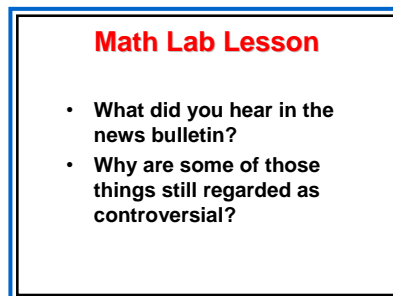 Math Lab Lesson
• What did you hear in the
news bulletin?
• Why are some of those
things still regarded as
controversial?